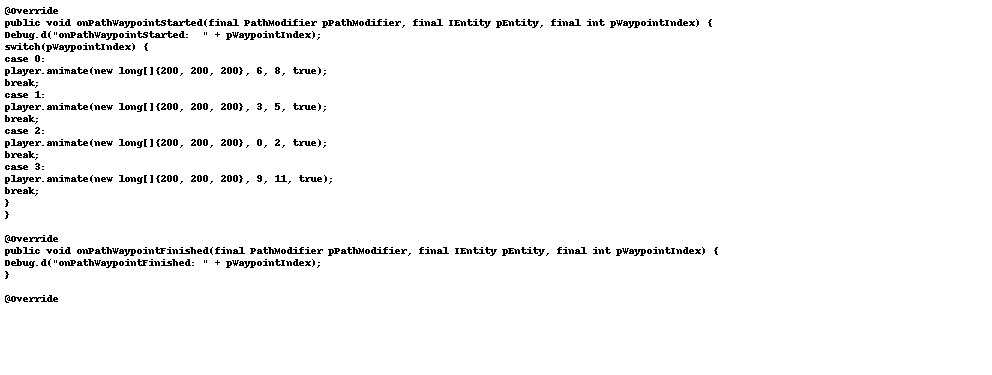 @Override
public void onPathWaypointStarted(final PathModifier pPathModifier, final IEntity pEntity, final int pWaypointIndex) {
Debug.d("onPathWaypointStarted:  " + pWaypointIndex);
switch(pWaypointIndex) {
case 0:
player.animate(new long[]{200, 200, 200}, 6, 8, true);
break;
case 1:
player.animate(new long[]{200, 200, 200}, 3, 5, true);
break;
case 2:
player.animate(new long[]{200, 200, 200}, 0, 2, true);
break;
case 3:
player.animate(new long[]{200, 200, 200}, 9, 11, true);
break;
}
}

@Override
public void onPathWaypointFinished(final PathModifier pPathModifier, final IEntity pEntity, final int pWaypointIndex) {
Debug.d("onPathWaypointFinished: " + pWaypointIndex);
}

@Override